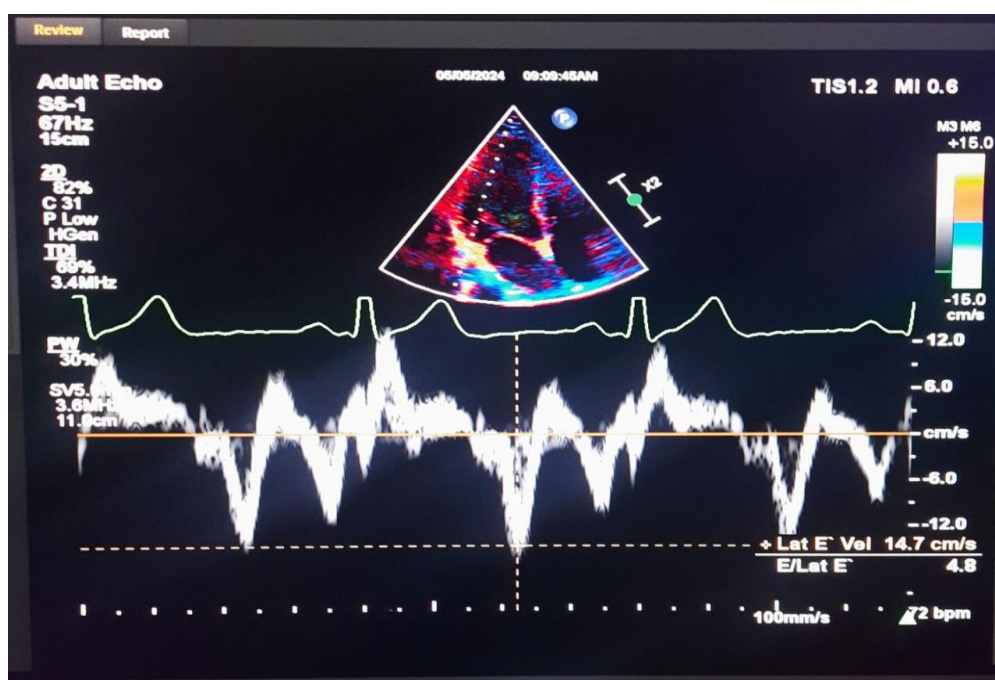 Review Report
Adult Echo
05/05/2024 09:09:45AM
TIS1.2 MI 0.6
S5-1
67Hz
15cm
2D
82%
C 31
P Low
HGen
TDI
69%
3.4MHz
P
X2
M3 M6
+15.0
-15.0
cm/s
PW
30%
3.6MHz
12.0
6.0
cm/s
-6.0
-12.0
+ Lat E` Vel 14.7 cm/s
E/Lat E` 4.8
100mm/s
72 bpm